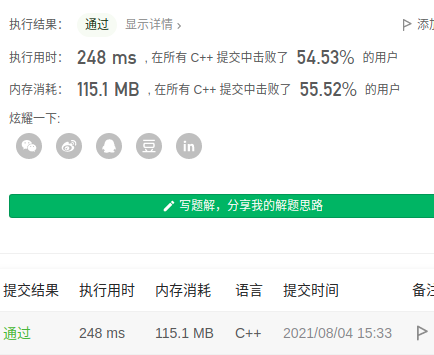 执行结果： 通过 显示详情 › 添加
执行用时： 248 ms , 在所有 C++ 提交中击败了 54.53% 的用户
内存消耗： 115.1 MB , 在所有 C++ 提交中击败了 55.52% 的用户
炫耀一下:
豆 in
写题解，分享我的解题思路
提交结果 执行用时 内存消耗 语言 提交时间 备注
通过 248 ms 115.1 MB C++ 2021/08/04 15:33